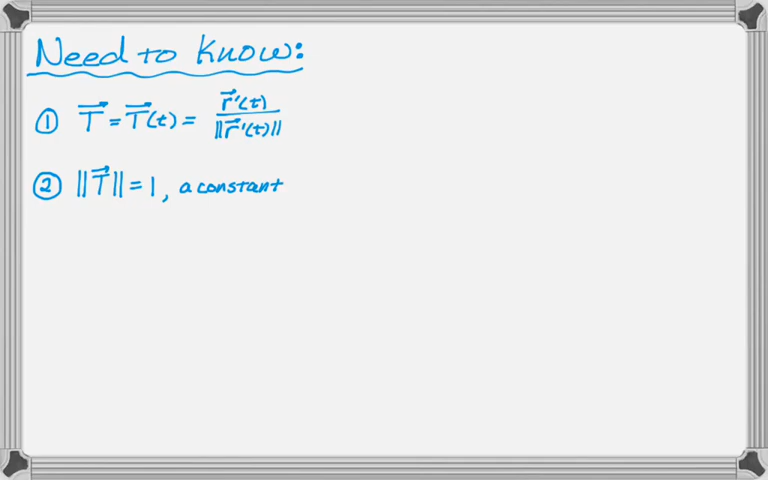 Need to Know:
① T⃗ = T⃗(t) = r⃗'(t) / ||r⃗'(t)||
② ||T⃗|| = 1, a constant